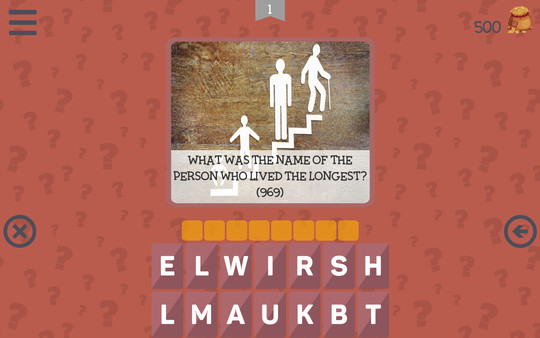 1
500
WHAT WAS THE NAME OF THE
PERSON WHO LIVED THE LONGEST?
(969)
E L W I R S H
L M A U K B T